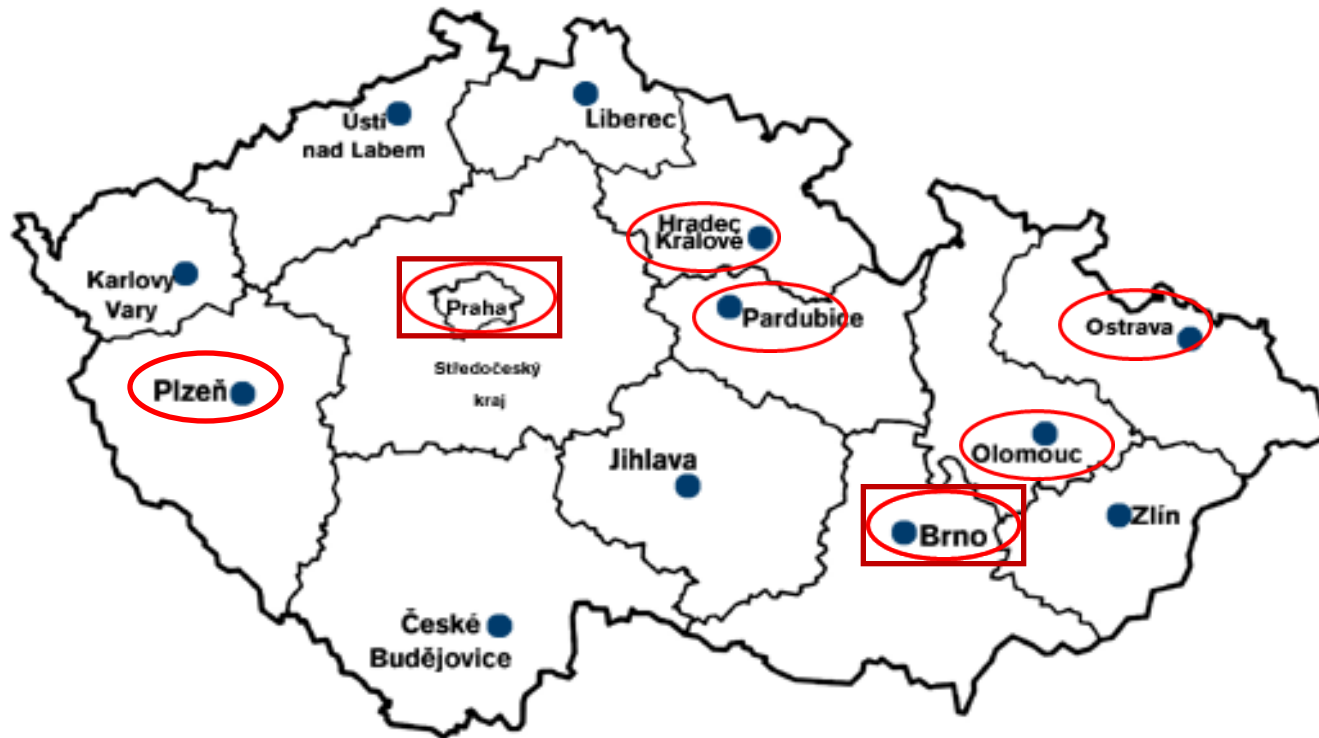 Ústí
nad Labem
Liberec
Hradec
Králové
Karlovy
Vary
Praha
Pardubice
Ostrava
Středočeský
kraj
Plzeň
Jihlava
Olomouc
Brno
Zlín
České
Budějovice